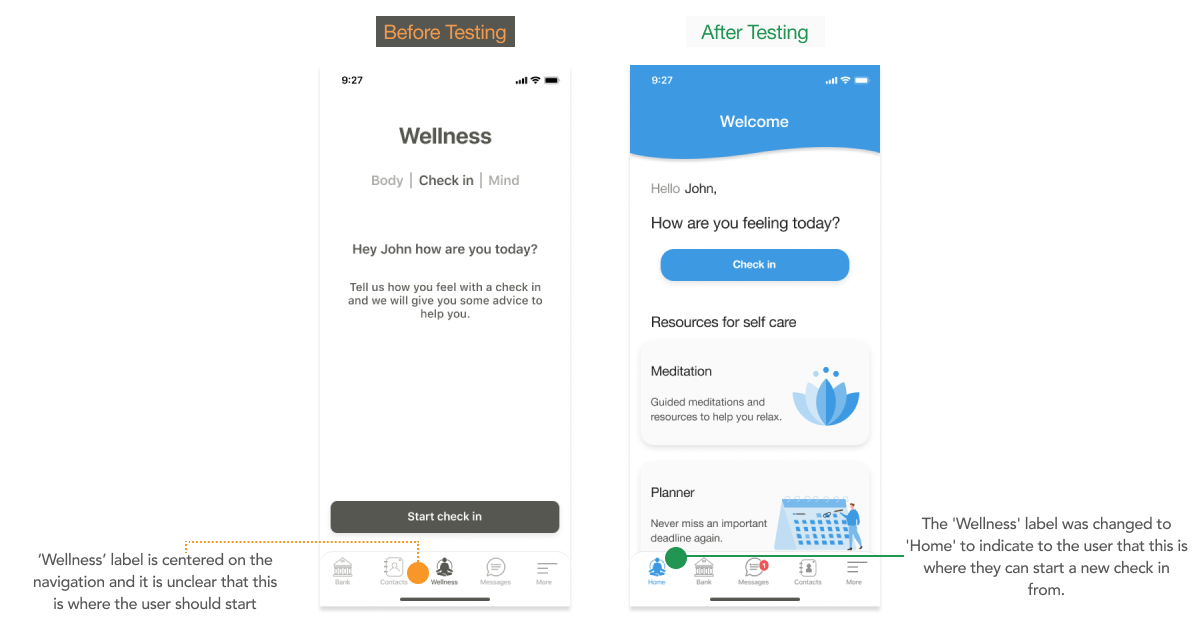 Before Testing
After Testing
9:27
Wellness
Body | Check in | Mind
Hey John how are you today?
Tell us how you feel with a check in
and we will give you some advice to
help you.
Start check in
Bank
Contacts
Wellness
Messages
More
‘Wellness’ label is centered on the
navigation and it is unclear that this
is where the user should start
9:27
Welcome
Hello John,
How are you feeling today?
Check in
Resources for self care
Meditation
Guided meditations and
resources to help you relax.
Planner
Never miss an important
deadline again.
Home
Bank
1
Messages
Contacts
More
The 'Wellness' label was changed to
'Home' to indicate to the user that this is
where they can start a new check in
from.